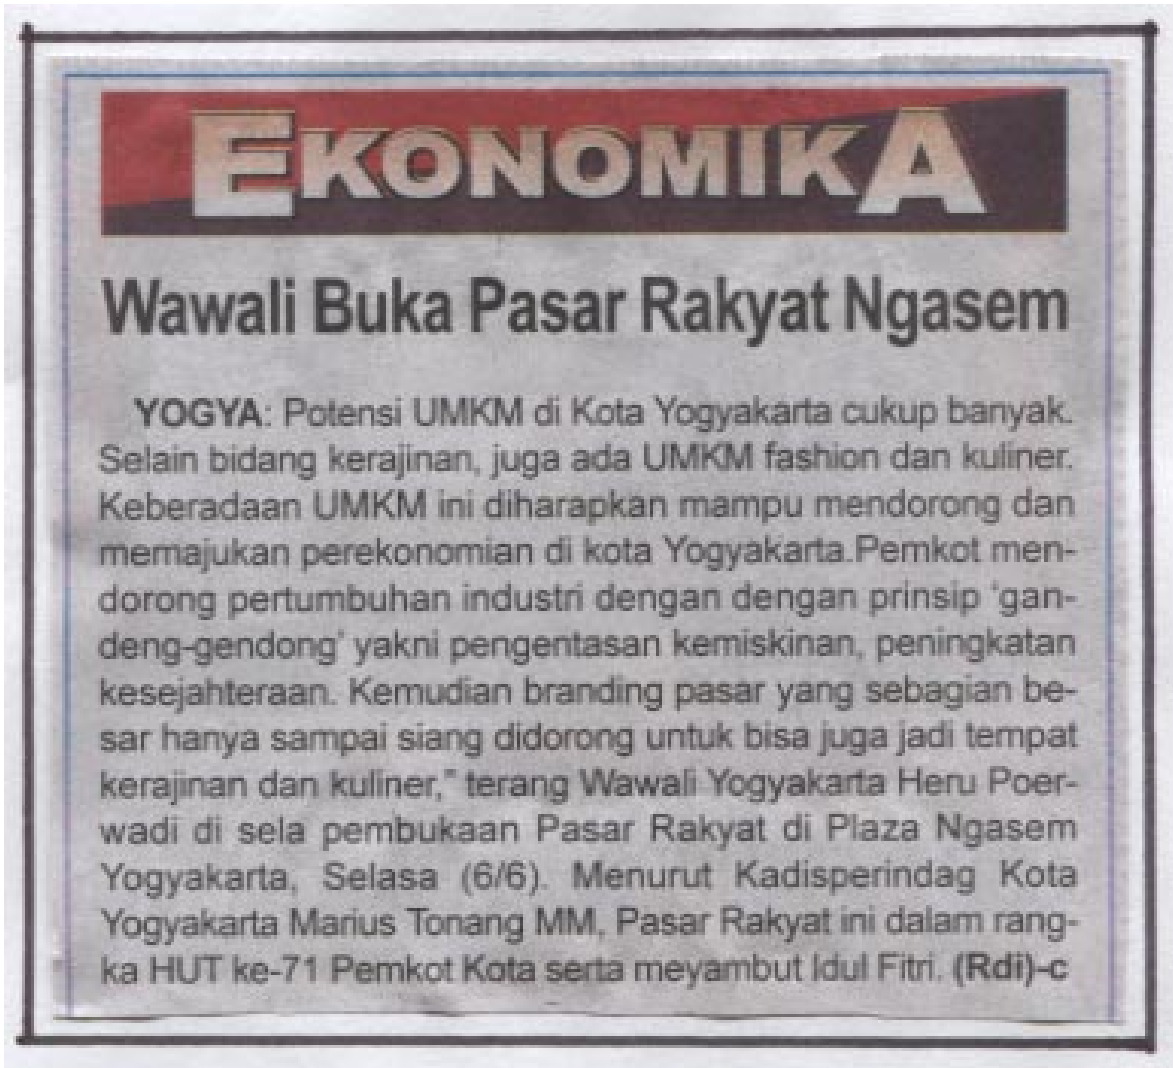 EKONOMIKA
Wawali Buka Pasar Rakyat Ngasem
YOGYA: Potensi UMKM di Kota Yogyakarta cukup banyak.
Selain bidang kerajinan, juga ada UMKM fashion dan kuliner.
Keberadaan UMKM ini diharapkan mampu mendorong dan
memajukan perekonomian di kota Yogyakarta.Pemkot men-
dorong pertumbuhan industri dengan dengan prinsip 'gan-
deng-gendong' yakni pengentasan kemiskinan, peningkatan
kesejahteraan. Kemudian branding pasar yang sebagian be-
sar hanya sampai siang didorong untuk bisa juga jadi tempat
kerajinan dan kuliner," terang Wawali Yogyakarta Heru Poer-
wadi di sela pembukaan Pasar Rakyat di Plaza Ngasem
Yogyakarta, Selasa (6/6). Menurut Kadisperindag Kota
Yogyakarta Marius Tonang MM, Pasar Rakyat ini dalam rang-
ka HUT ke-71 Pemkot Kota serta meyambut Idul Fitri. (Rdi)-c